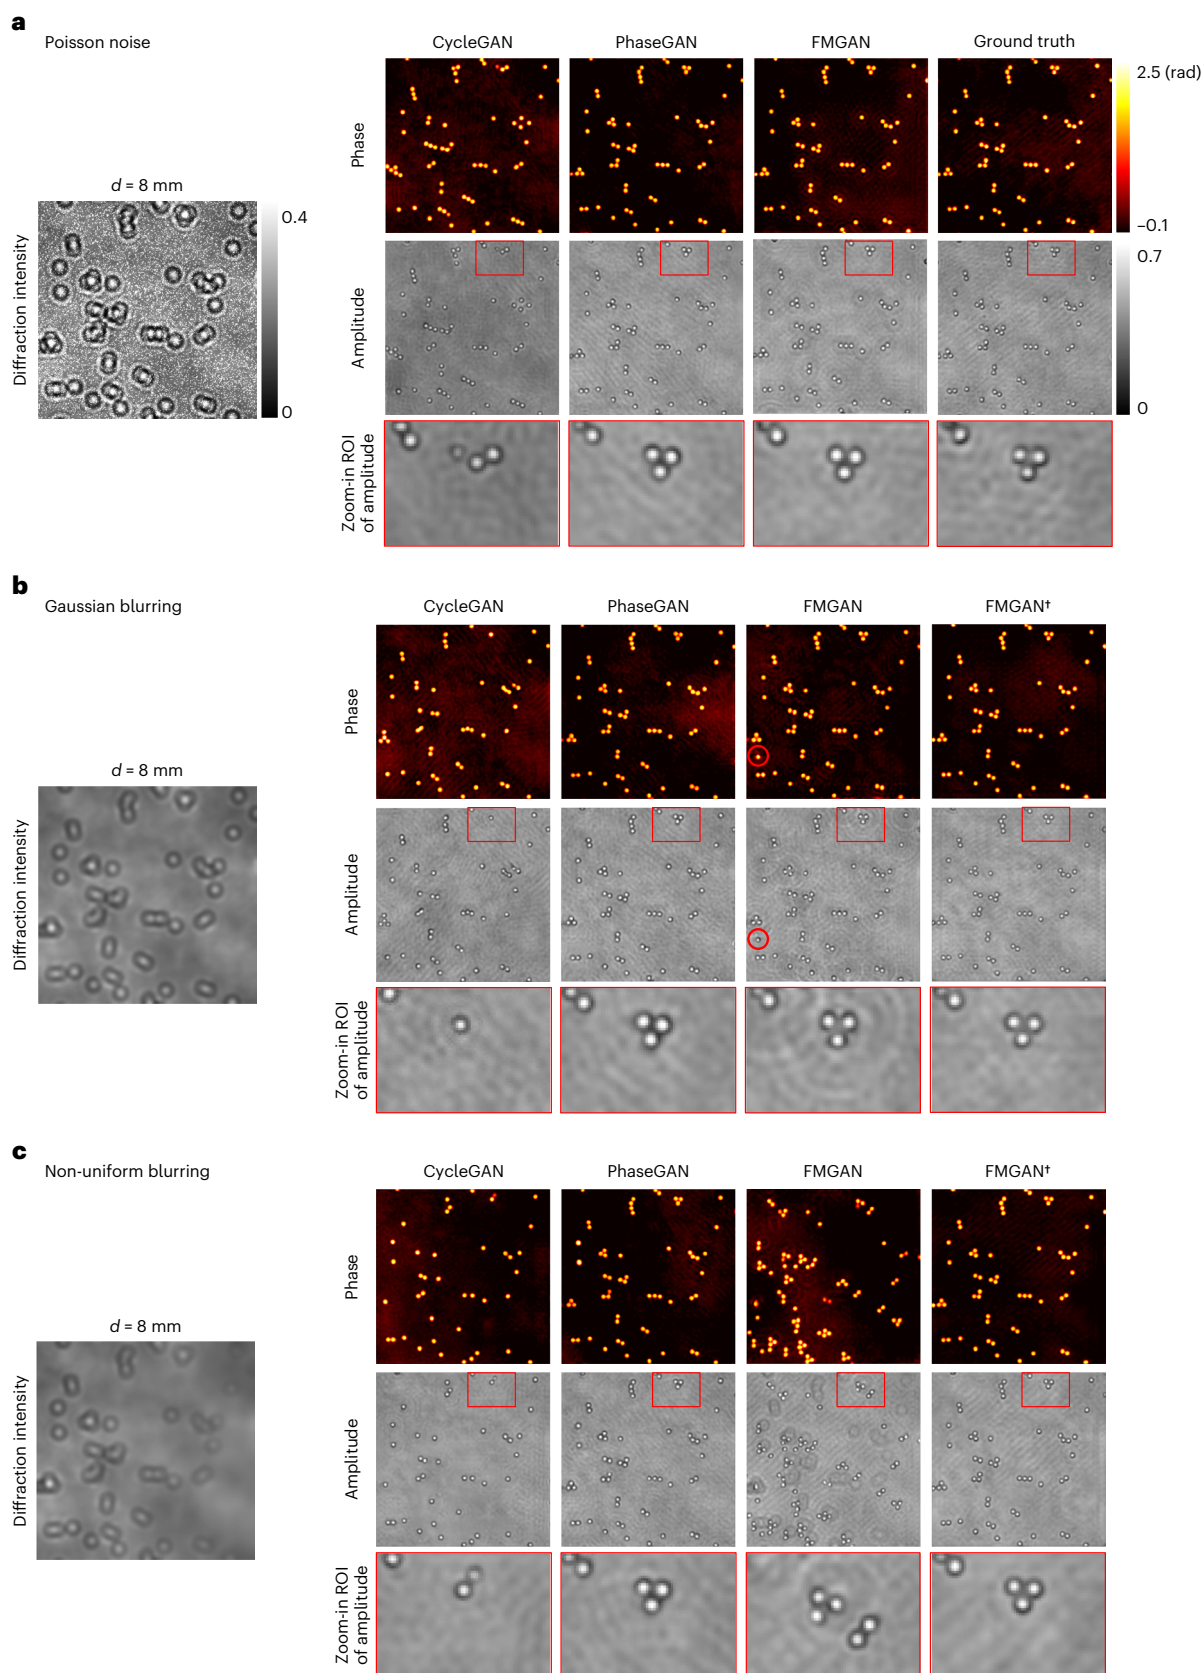 a
Poisson noise
CycleGAN
PhaseGAN
FMGAN
Ground truth
Phase
2.5 (rad)
−0.1
d = 8 mm
Diffraction intensity
0.4
0
Amplitude
0.7
0
Zoom-in ROI
of amplitude
b
Gaussian blurring
CycleGAN
PhaseGAN
FMGAN
FMGAN†
Phase
d = 8 mm
Diffraction intensity
Amplitude
Zoom-in ROI
of amplitude
c
Non-uniform blurring
CycleGAN
PhaseGAN
FMGAN
FMGAN†
Phase
d = 8 mm
Diffraction intensity
Amplitude
Zoom-in ROI
of amplitude